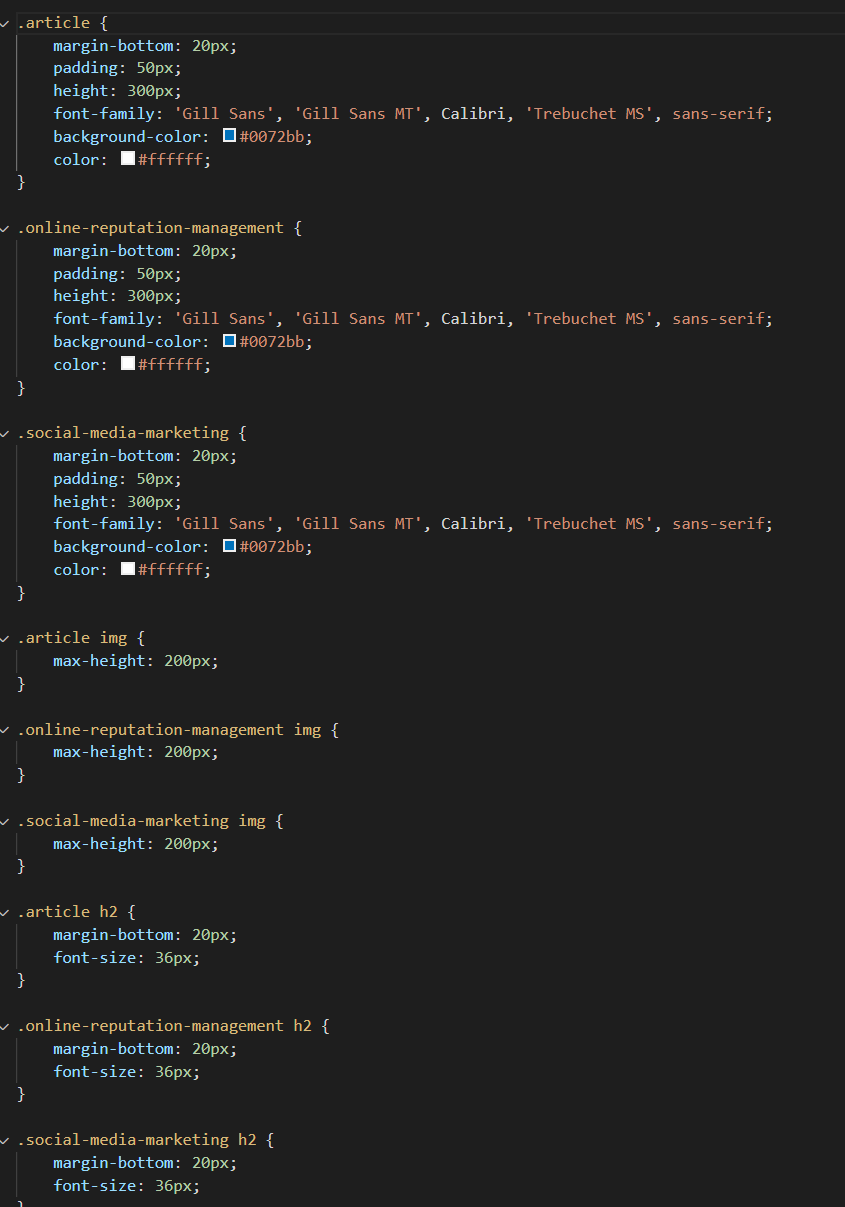 .article {
    margin-bottom: 20px;
    padding: 50px;
    height: 300px;
    font-family: 'Gill Sans', 'Gill Sans MT', Calibri, 'Trebuchet MS', sans-serif;
    background-color: #0072bb;
    color: #ffffff;
}

.online-reputation-management {
    margin-bottom: 20px;
    padding: 50px;
    height: 300px;
    font-family: 'Gill Sans', 'Gill Sans MT', Calibri, 'Trebuchet MS', sans-serif;
    background-color: #0072bb;
    color: #ffffff;
}

.social-media-marketing {
    margin-bottom: 20px;
    padding: 50px;
    height: 300px;
    font-family: 'Gill Sans', 'Gill Sans MT', Calibri, 'Trebuchet MS', sans-serif;
    background-color: #0072bb;
    color: #ffffff;
}

.article img {
    max-height: 200px;
}

.online-reputation-management img {
    max-height: 200px;
}

.social-media-marketing img {
    max-height: 200px;
}

.article h2 {
    margin-bottom: 20px;
    font-size: 36px;
}

.online-reputation-management h2 {
    margin-bottom: 20px;
    font-size: 36px;
}

.social-media-marketing h2 {
    margin-bottom: 20px;
    font-size: 36px;
}